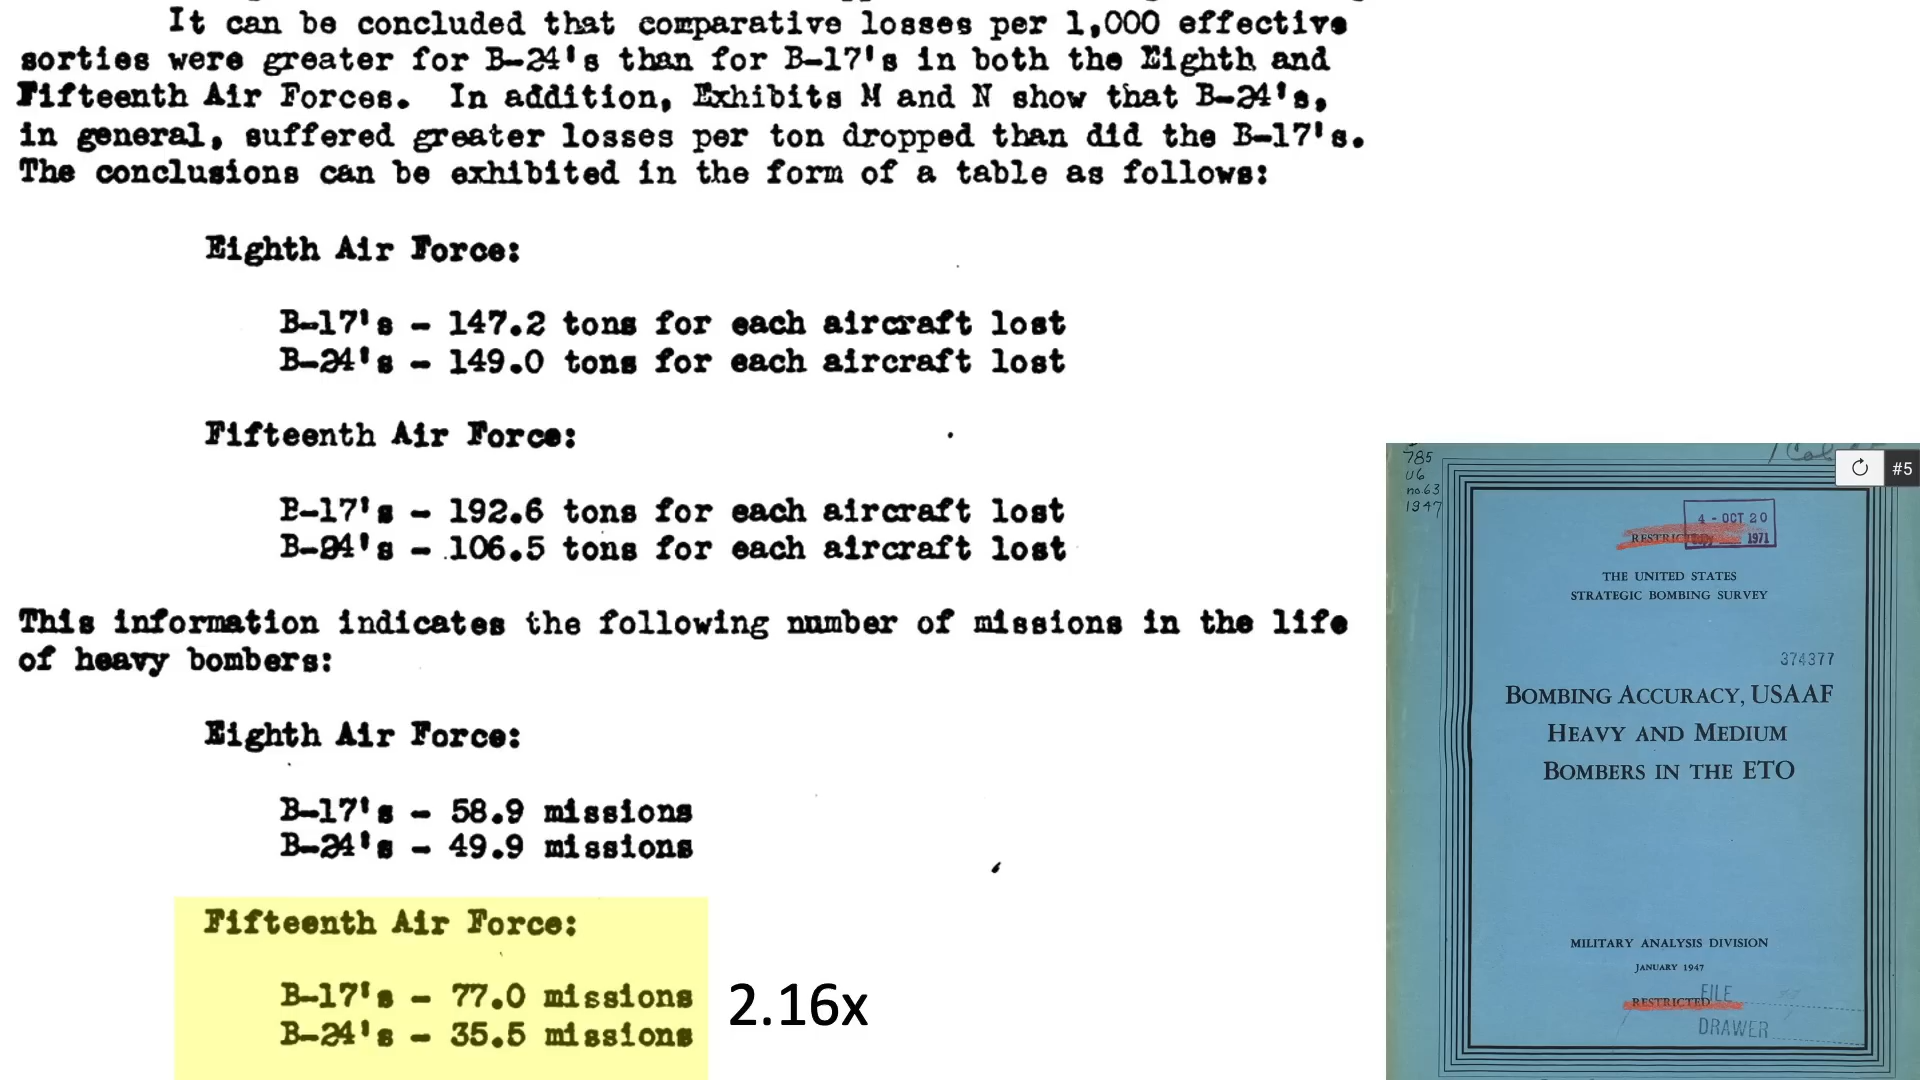 It can be concluded that comparative losses per 1,000 effective
sorties were greater for B-24's than for B-17's in both the Eighth and
Fifteenth Air Forces. In addition, Exhibits M and N show that B-24's,
in general, suffered greater losses per ton dropped than did the B-17's.
The conclusions can be exhibited in the form of a table as follows:
Eighth Air Force:
B-17's - 147.2 tons for each aircraft lost
B-24's - 149.0 tons for each aircraft lost
Fifteenth Air Force:
B-17's - 192.6 tons for each aircraft lost
B-24's - 106.5 tons for each aircraft lost
This information indicates the following number of missions in the life
of heavy bombers:
Eighth Air Force:
B-17's - 58.9 missions
B-24's - 49.9 missions
Fifteenth Air Force:
B-17's - 77.0 missions
B-24's - 35.5 missions
2.16x
785
U6
no.63
1947
#5
4 - OCT 20
1971
THE UNITED STATES
STRATEGIC BOMBING SURVEY
374377
BOMBING ACCURACY, USAAF
HEAVY AND MEDIUM
BOMBERS IN THE ETO
MILITARY ANALYSIS DIVISION
JANUARY 1947
RESTRICTED
FILE
DRAWER